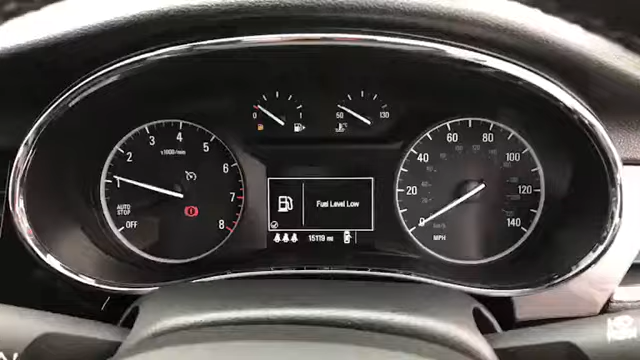 0 1
50 130
1 2 3 4 5 6 7 8
x1000/min
AUTO
STOP
OFF
Fuel Level Low
15119 mi
0 20 40 60 80 100 120 140
MPH